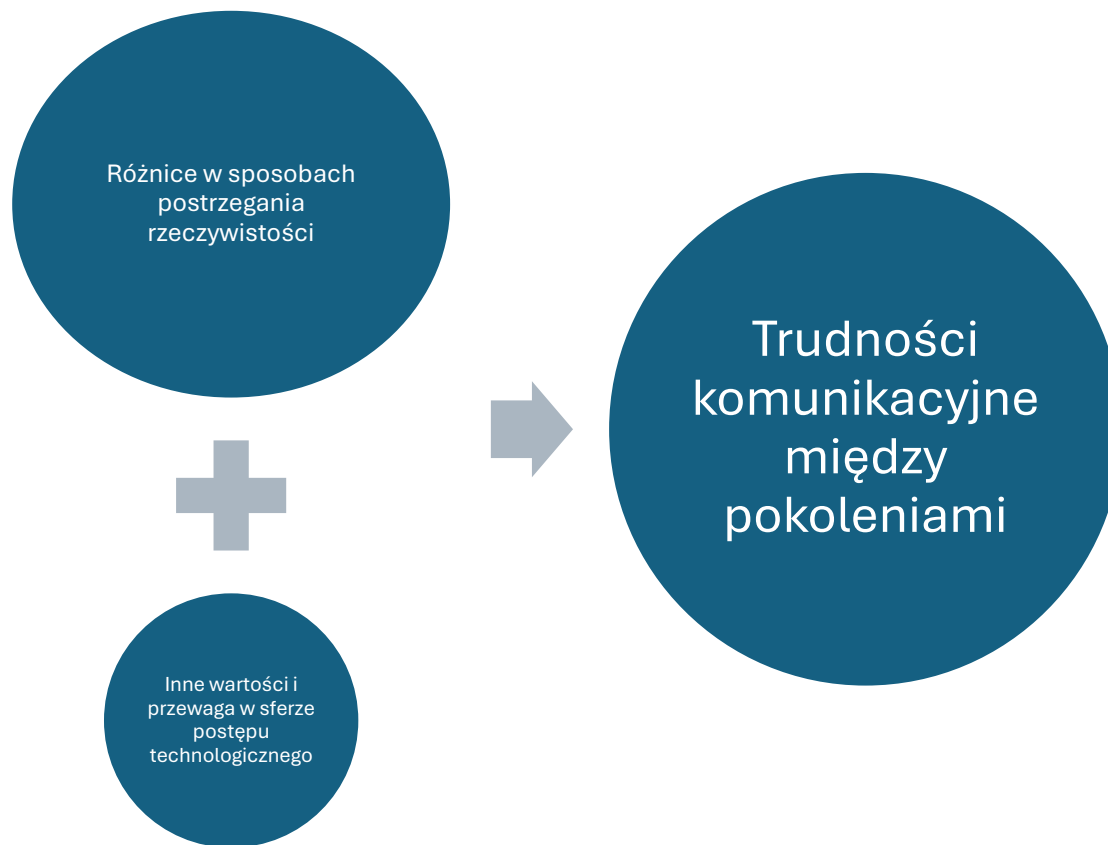 Różnice w sposobach
postrzegania
rzeczywistości
Inne wartości i
przewaga w sferze
postępu
technologicznego
Trudności
komunikacyjne
między
pokoleniami